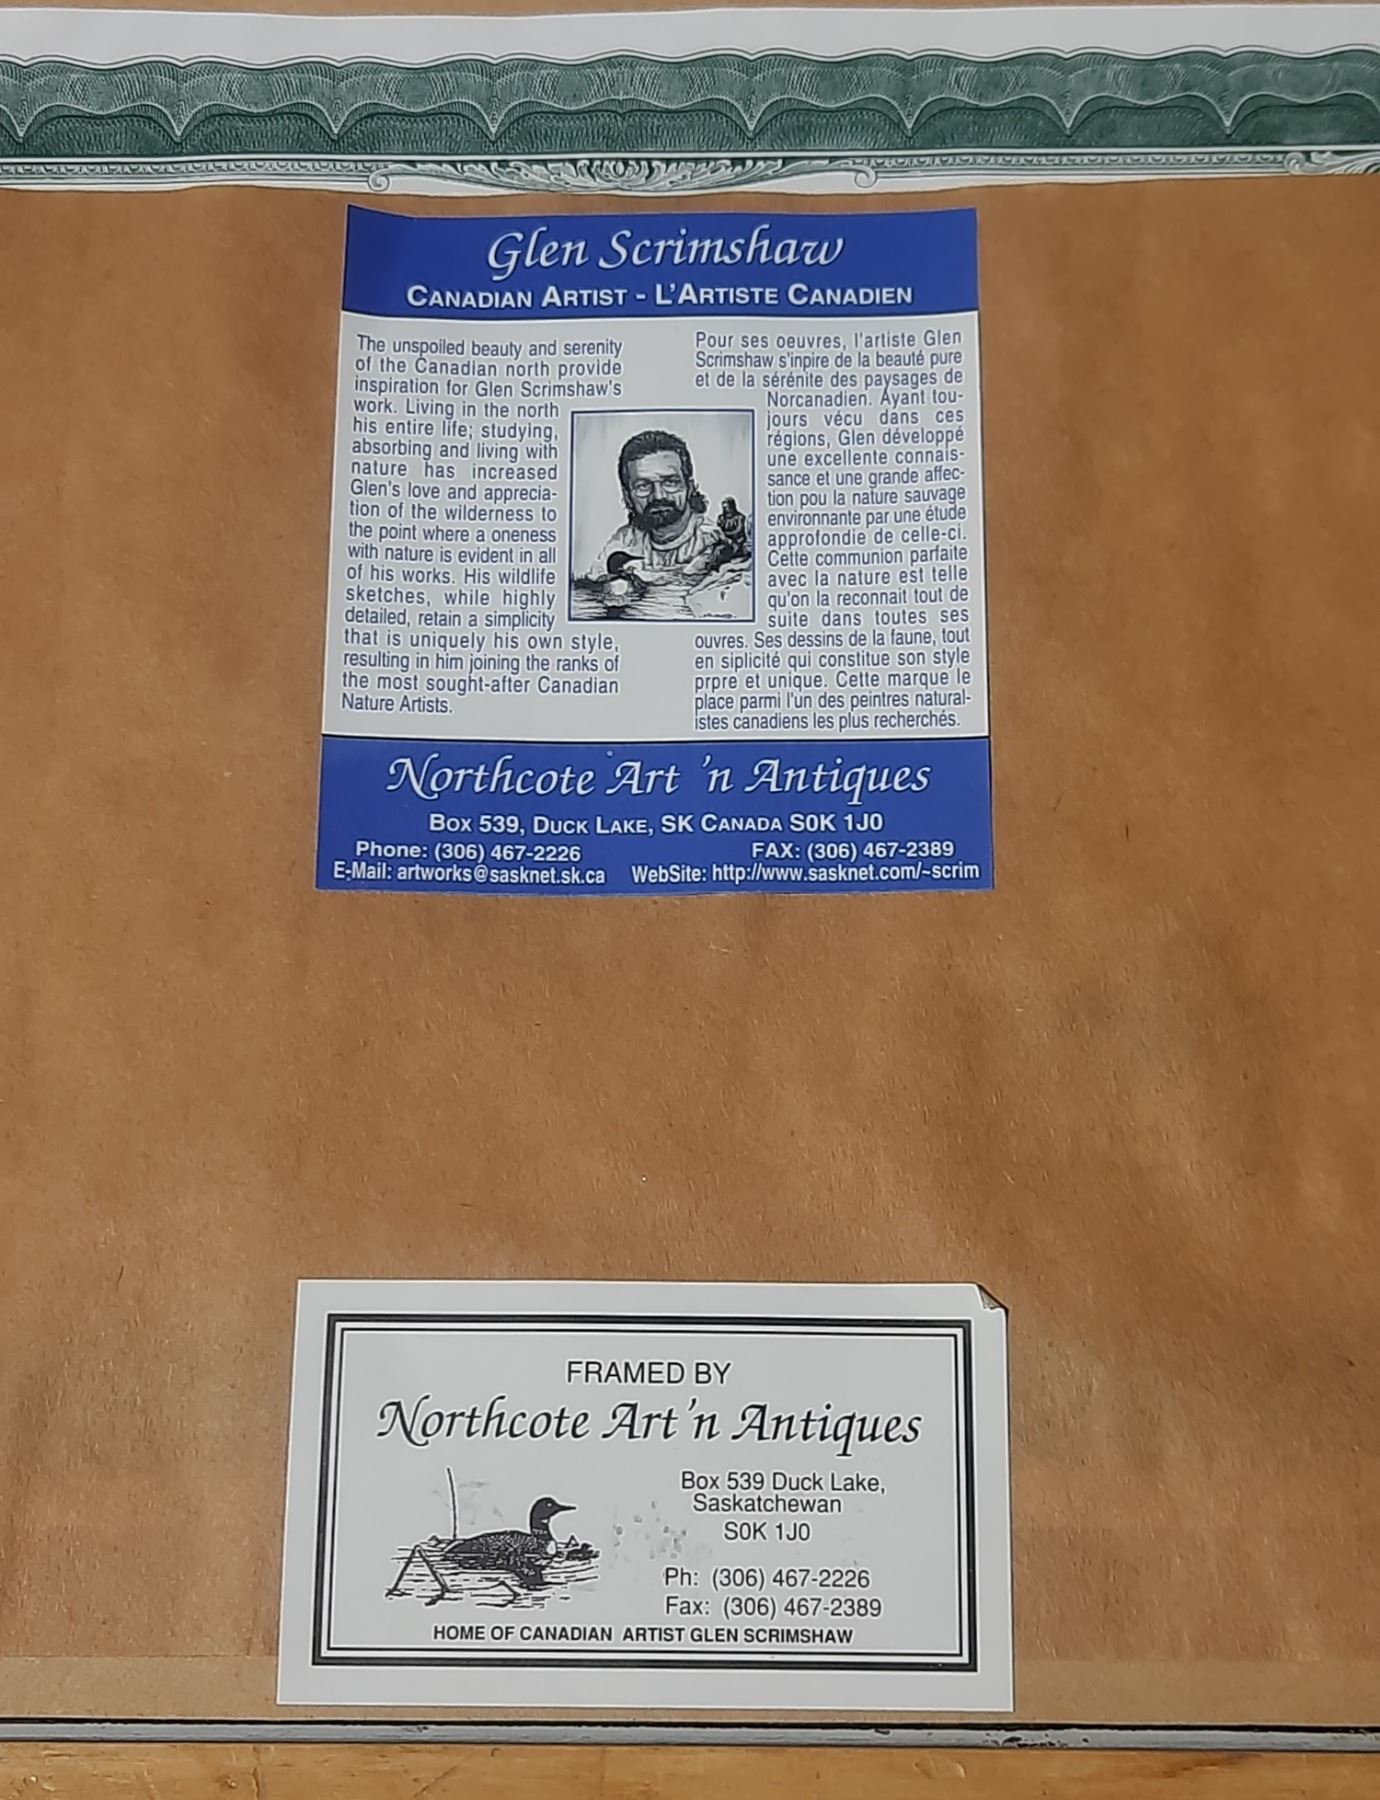 Glen Scrimshaw
CANADIAN ARTIST - L'ARTISTE CANADIEN
The unspoiled beauty and serenity
of the Canadian north provide
inspiration for Glen Scrimshaw's
work. Living in the north
his entire life; studying,
absorbing and living with
nature has increased
Glen's love and apprecia-
tion of the wilderness to
the point where a oneness
with nature is evident in all
of his works. His wildlife
sketches, while highly
detailed, retain a simplicity
that is uniquely his own style,
resulting in him joining the ranks of
the most sought-after Canadian
Nature Artists.
Pour ses oeuvres, l'artiste Glen
Scrimshaw s'inpire de la beauté pure
et de la sérénite des paysages de
Norcanadien. Ayant tou-
jours vécu dans ces
régions, Glen développé
une excellente connais-
sance et une grande affec-
tion pou la nature sauvage
environnante par une étude
approfondie de celle-ci.
Cette communion parfaite
avec la nature est telle
qu'on la reconnait tout de
suite dans toutes ses
ouvres. Ses dessins de la faune, tout
en siplicité qui constitue son style
prpre et unique. Cette marque le
place parmi l'un des peintres natural-
istes canadiens les plus recherchés.
Northcote Art 'n Antiques
BOX 539, DUCK LAKE, SK CANADA S0K 1J0
Phone: (306) 467-2226 FAX: (306) 467-2389
E-Mail: artworks@sasknet.sk.ca WebSite: http://www.sasknet.com/~scrim
FRAMED BY
Northcote Art'n Antiques
Box 539 Duck Lake,
Saskatchewan
S0K 1J0
Ph: (306) 467-2226
Fax: (306) 467-2389
HOME OF CANADIAN ARTIST GLEN SCRIMSHAW